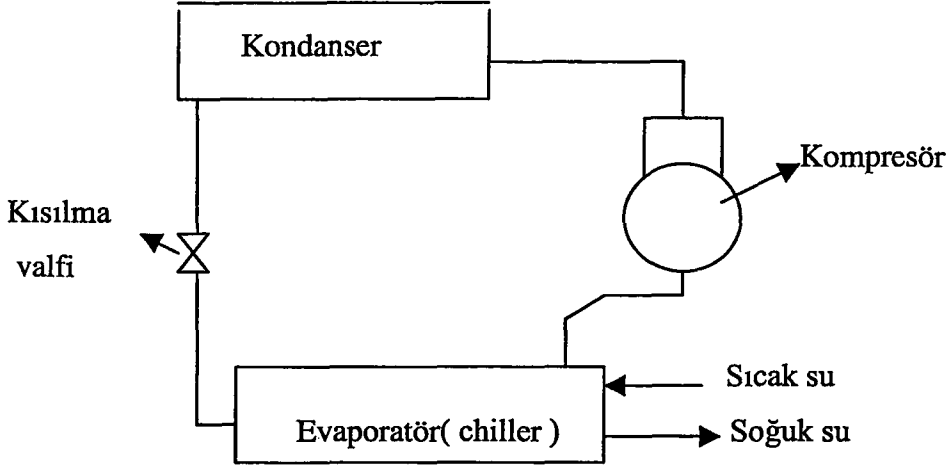 Kondanser
Kompresör
Kısılma
valfi
Sıcak su
Evaporatör( chiller )
Soğuk su